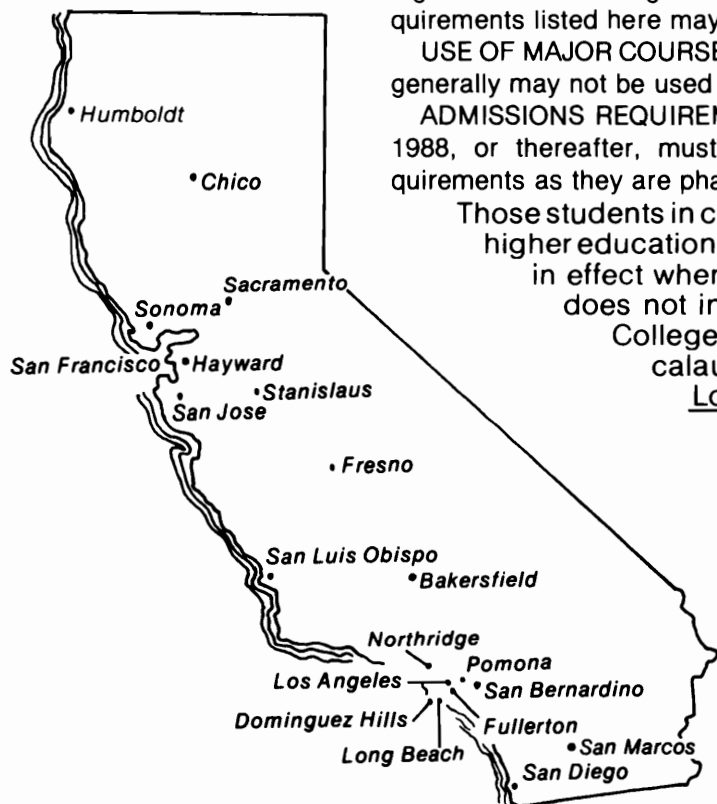 quirements listed here may
USE OF MAJOR COURSE
generally may not be used
ADMISSIONS REQUIREM
1988, or thereafter, must
quirements as they are pha
Those students in c
higher education
in effect wher
does not in
College
calau
Lo
Humboldt
Chico
Sacramento
Sonoma
San Francisco
Hayward
Stanislaus
San Jose
Fresno
San Luis Obispo
Bakersfield
Northridge
Pomona
Los Angeles
San Bernardino
Dominguez Hills
Fullerton
Long Beach
San Marcos
San Diego